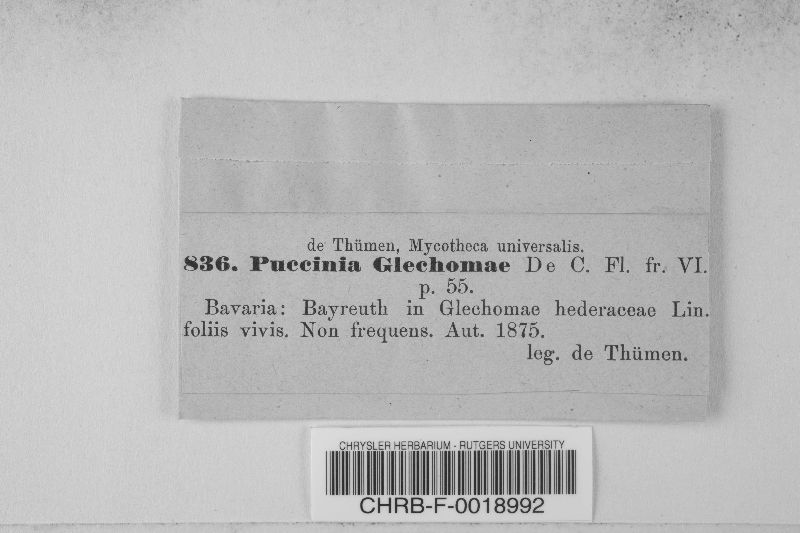 de Thümen, Mycotheca universalis.
836. Puccinia Glechomae De C. Fl. fr. VI.
p. 55.
Bavaria: Bayreuth in Glechomae hederaceae Lin.
foliis vivis. Non frequens. Aut. 1875.
leg. de Thümen.
CHRYSLER HERBARIUM - RUTGERS UNIVERSITY
CHRB-F-0018992